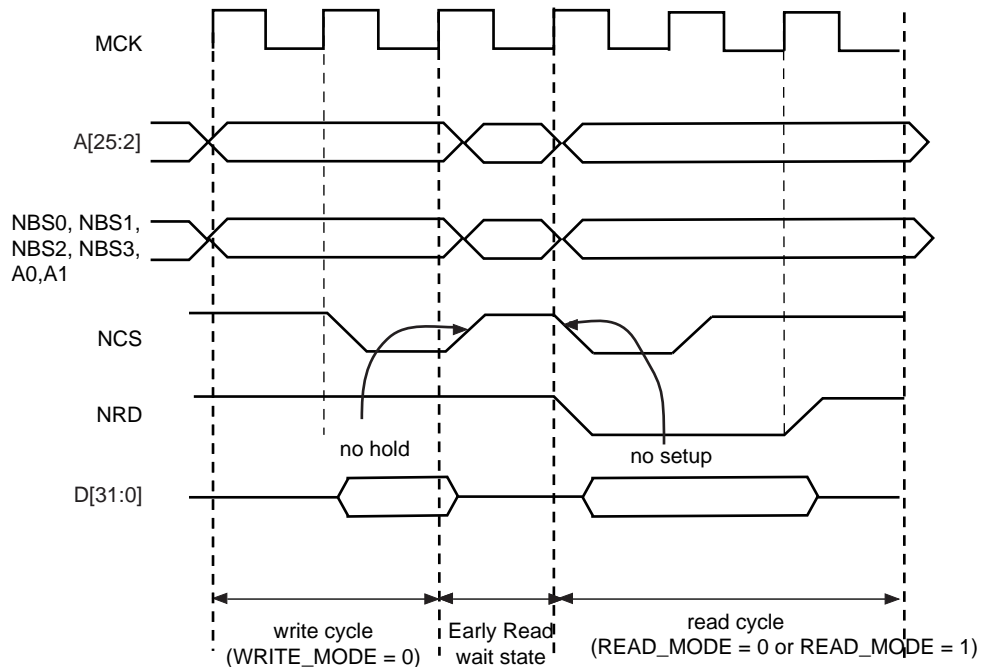 MCK
A[25:2]
NBS0, NBS1,
NBS2, NBS3,
A0,A1
NCS
NRD
no hold
no setup
D[31:0]
write cycle
(WRITE_MODE = 0)
Early Read
wait state
read cycle
(READ_MODE = 0 or READ_MODE = 1)